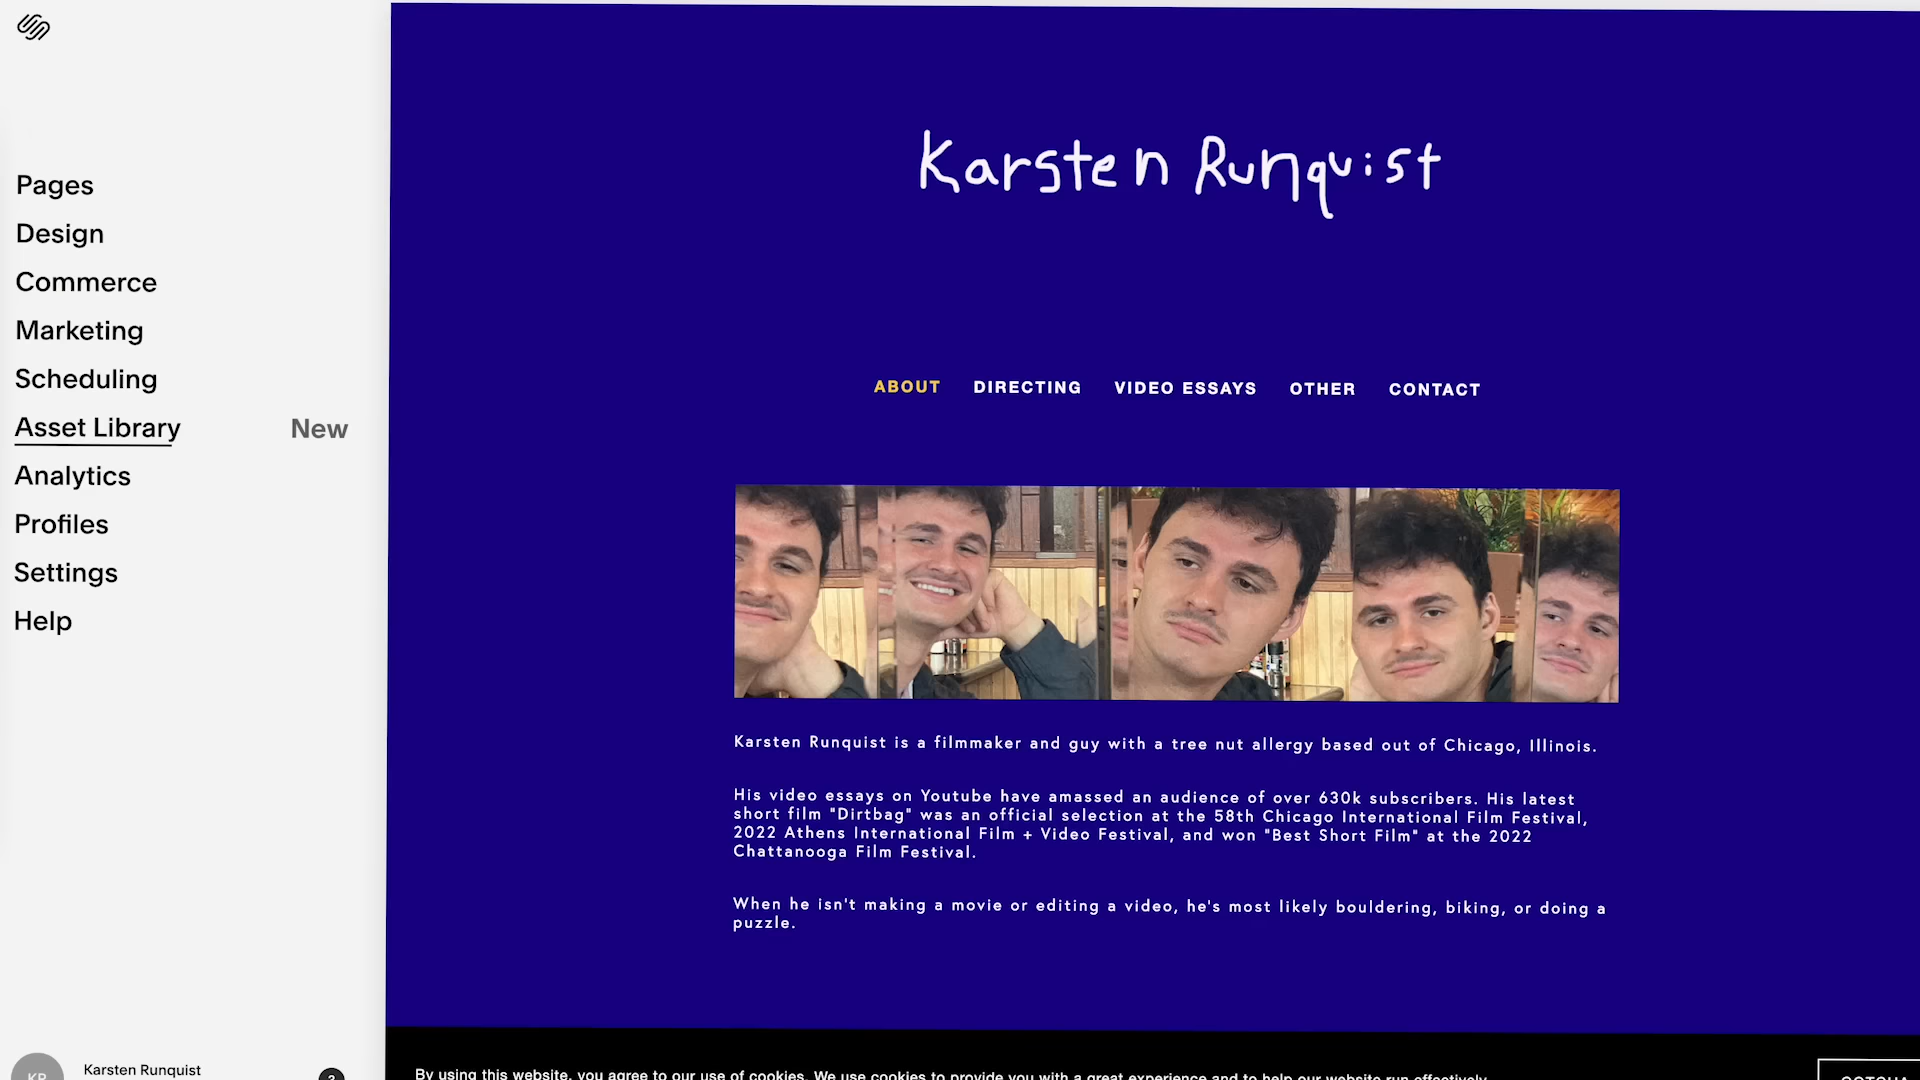 Pages
Design
Commerce
Marketing
Scheduling
Asset Library New
Analytics
Profiles
Settings
Help
KR
Karsten Runquist
Karsten Runquist
ABOUT DIRECTING VIDEO ESSAYS OTHER CONTACT
Karsten Runquist is a filmmaker and guy with a tree nut allergy based out of Chicago, Illinois.
His video essays on Youtube have amassed an audience of over 630k subscribers. His latest
short film "Dirtbag" was an official selection at the 58th Chicago International Film Festival,
2022 Athens International Film + Video Festival, and won "Best Short Film" at the 2022
Chattanooga Film Festival.
When he isn't making a movie or editing a video, he's most likely bouldering, biking, or doing a
puzzle.
By using this website, you agree to our use of cookies. We use cookies to provide you with a great experience and to help our website run effectively.